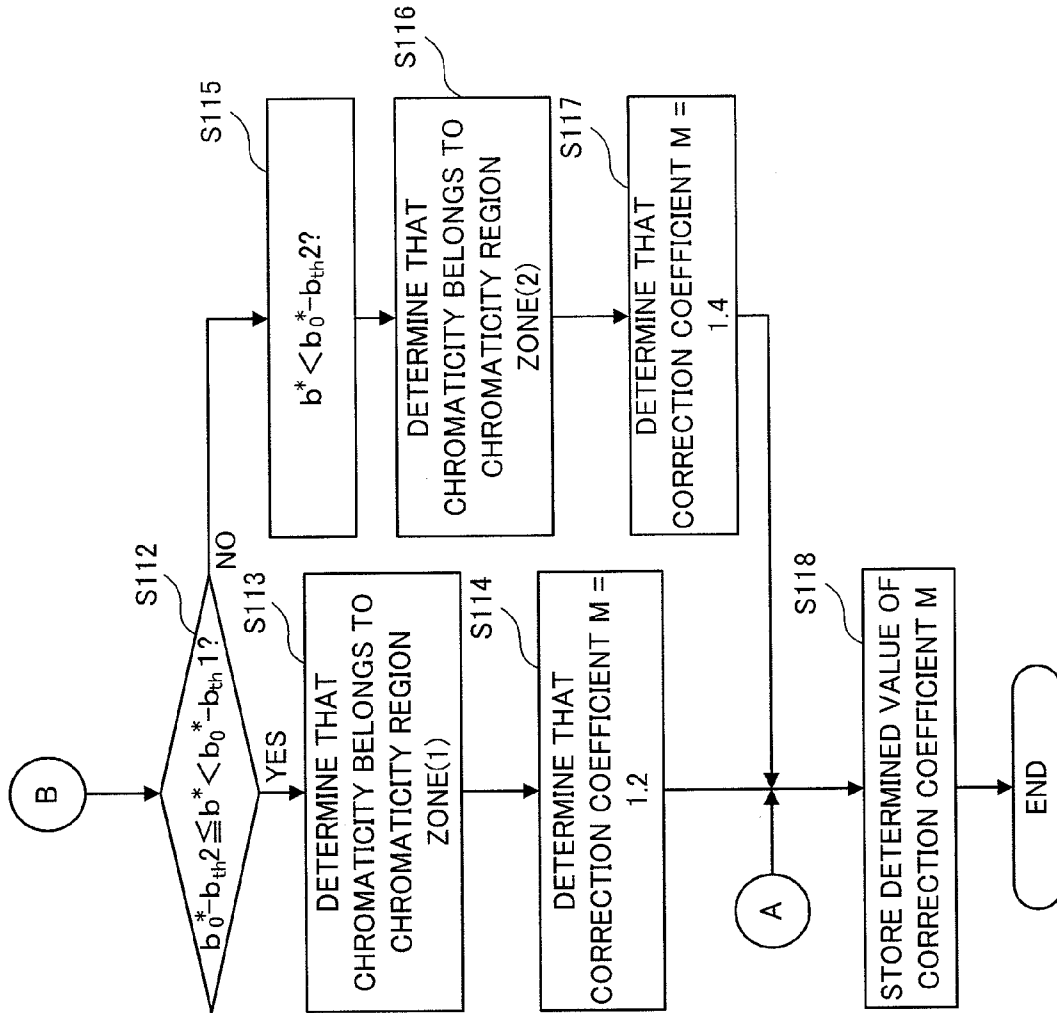 B
S112
b₀*-bth2≦b*<b₀*-bth1?
NO
YES
S113
DETERMINE THAT
CHROMATICITY BELONGS TO
CHROMATICITY REGION
ZONE(1)
S114
DETERMINE THAT
CORRECTION COEFFICIENT M =
1.2
S115
b*<b₀*-bth2?
S116
DETERMINE THAT
CHROMATICITY BELONGS TO
CHROMATICITY REGION
ZONE(2)
S117
DETERMINE THAT
CORRECTION COEFFICIENT M =
1.4
A
S118
STORE DETERMINED VALUE OF
CORRECTION COEFFICIENT M
END